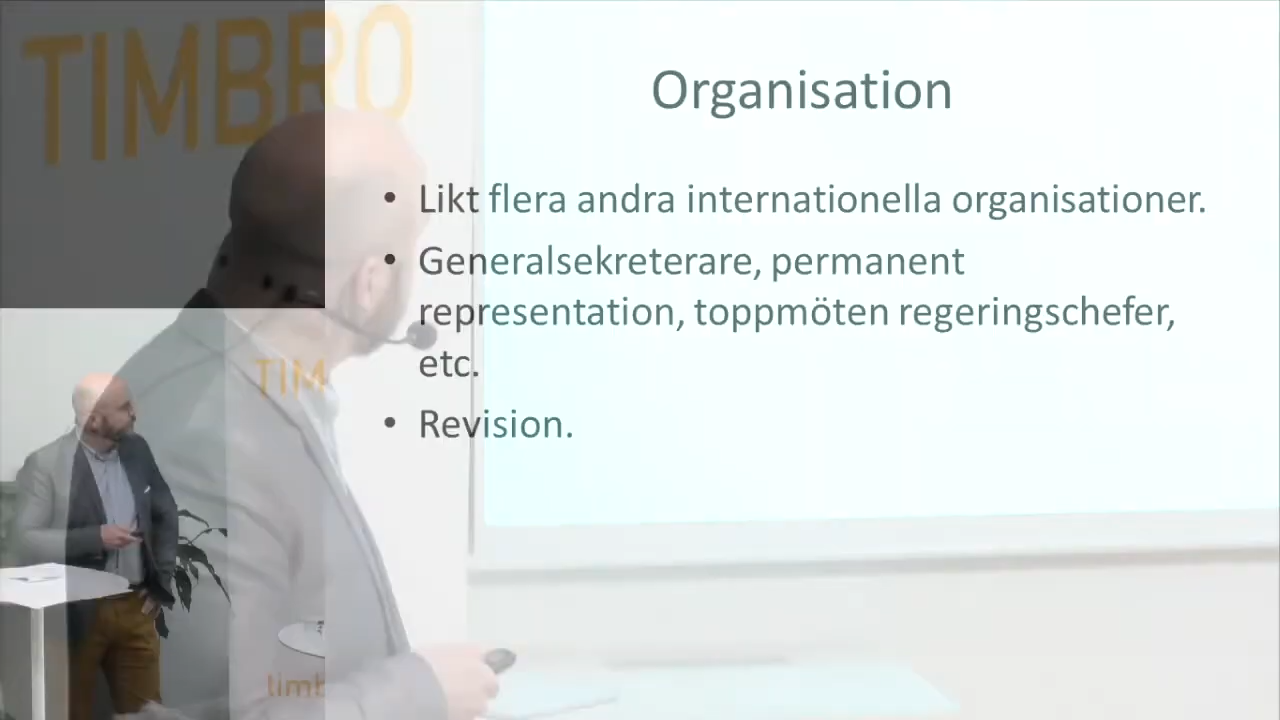 TIMBRO
Organisation
• Likt flera andra internationella organisationer.
• Generalsekreterare, permanent
representation, toppmöten regeringschefer,
etc.
• Revision.
TIM
timb